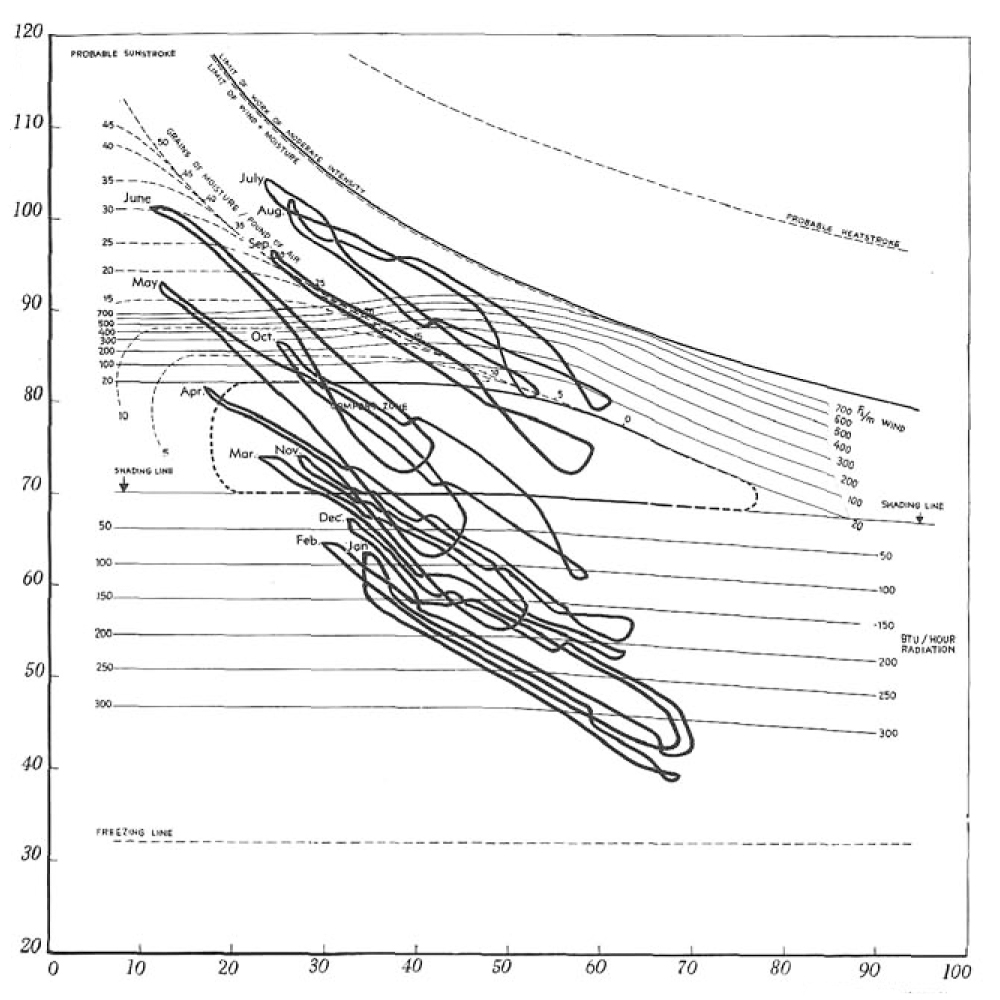 120
PROBABLE SUNSTROKE
LIMIT OF WORK OF MODERATE INTENSITY
LIMIT OF WIND + MOISTURE
110
45
40
50
GRAINS OF MOISTURE / POUND OF AIR
35
July
100
June
30
Aug.
PROBABLE HEATSTROKE
25
Sep.
20
25
May
90
15
20
700
500
400
300
Oct.
15
200
100
10
80
20
Apr.
COMFORT ZONE
5
0
10
700 Ft/m WIND
600
500
400
300
200
100
20
5
Mar.
Nov.
SHADING LINE
SHADING LINE
70
Dec.
50
50
Feb.
Jan
60
100
100
150
150
BTU/HOUR
RADIATION
200
200
50
250
250
300
300
40
FREEZING LINE
30
20
0 10 20 30 40 50 60 70 80 90 100